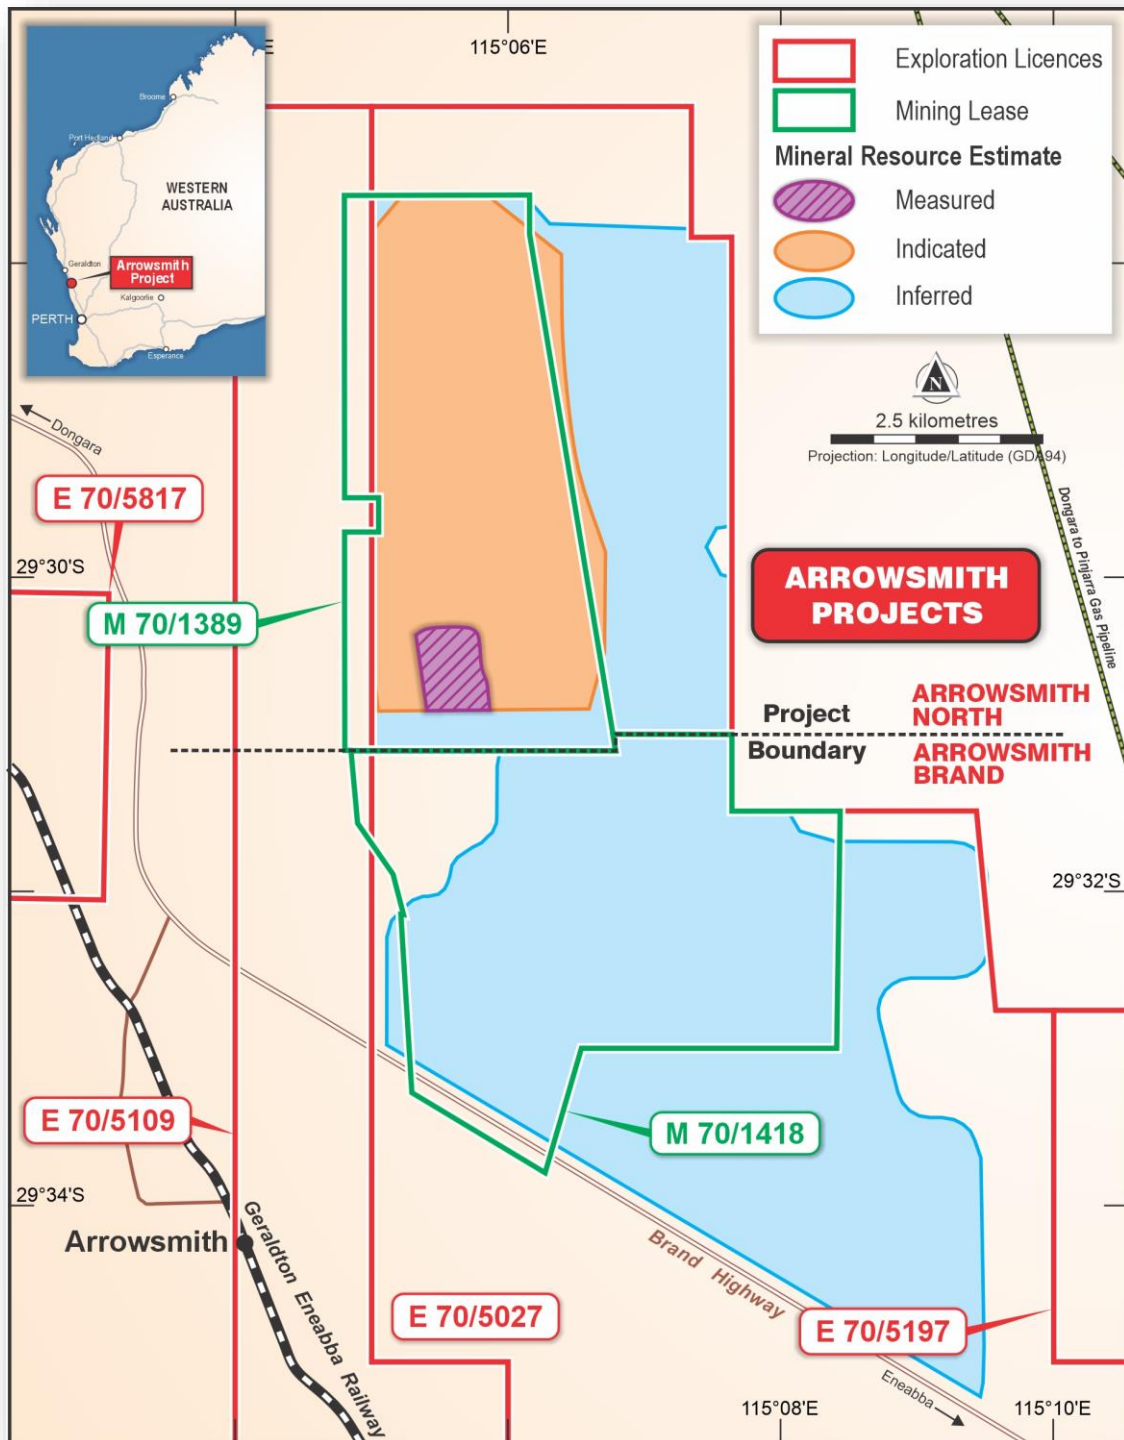 E
115°06'E
Exploration Licences
Mining Lease
Mineral Resource Estimate
Measured
Indicated
Inferred
Broome
Port Hedland
WESTERN
AUSTRALIA
Geraldton
Arrowsmith
Project
Kalgoorlie
PERTH
Esperance
N
2.5 kilometres
Projection: Longitude/Latitude (GDA94)
Dongara
E 70/5817
29°30'S
M 70/1389
ARROWSMITH
PROJECTS
Dongara to Pinjarra Gas Pipeline
Project
Boundary
ARROWSMITH
NORTH
ARROWSMITH
BRAND
29°32'S
E 70/5109
M 70/1418
29°34'S
Arrowsmith
Geraldton Eneabba Railway
Brand Highway
E 70/5027
E 70/5197
Eneabba
115°08'E
115°10'E